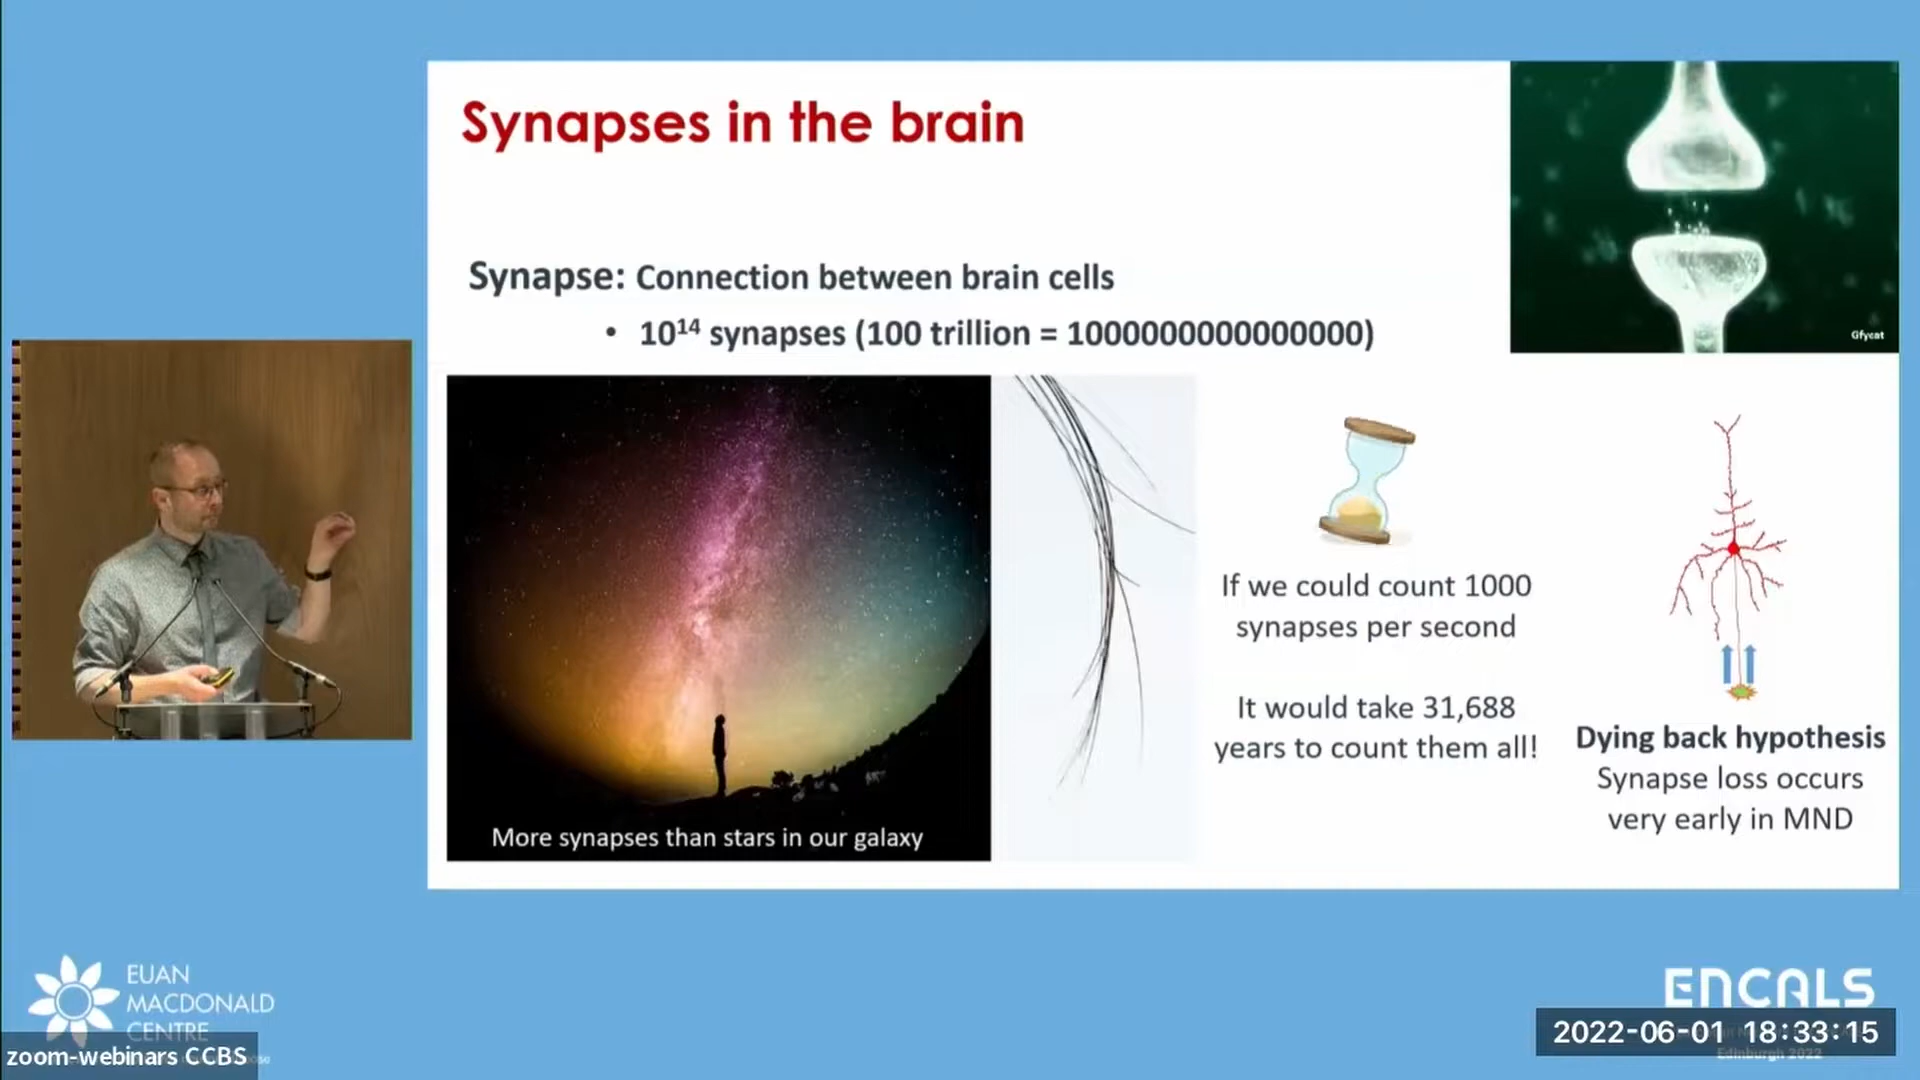 Synapses in the brain
Gfycat
Synapse: Connection between brain cells
• 10¹⁴ synapses (100 trillion = 1000000000000000)
More synapses than stars in our galaxy
If we could count 1000
synapses per second
It would take 31,688
years to count them all!
Dying back hypothesis
Synapse loss occurs
very early in MND
EUAN
MACDONALD
CENTRE
zoom-webinars CCBS
ENCALS
2022-06-01 18:33:15
Edinburgh 2022